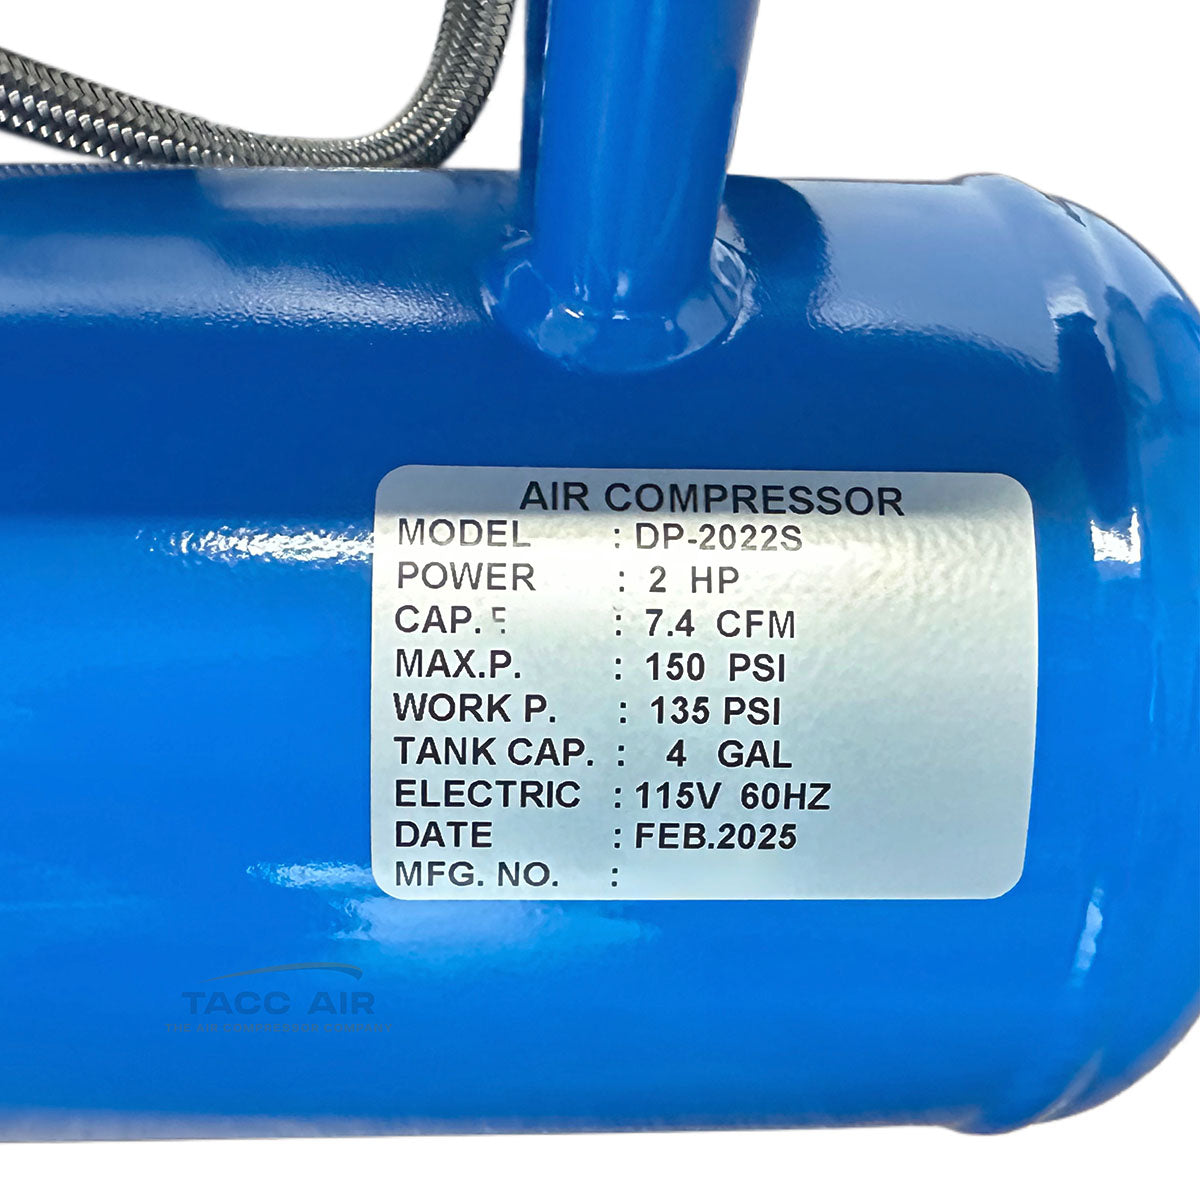 AIR COMPRESSOR
MODEL : DP-2022S
POWER : 2 HP
CAP. : 7.4 CFM
MAX.P. : 150 PSI
WORK P. : 135 PSI
TANK CAP. : 4 GAL
ELECTRIC : 115V 60HZ
DATE : FEB.2025
MFG. NO. :
TACC AIR
THE AIR COMPRESSOR COMPANY